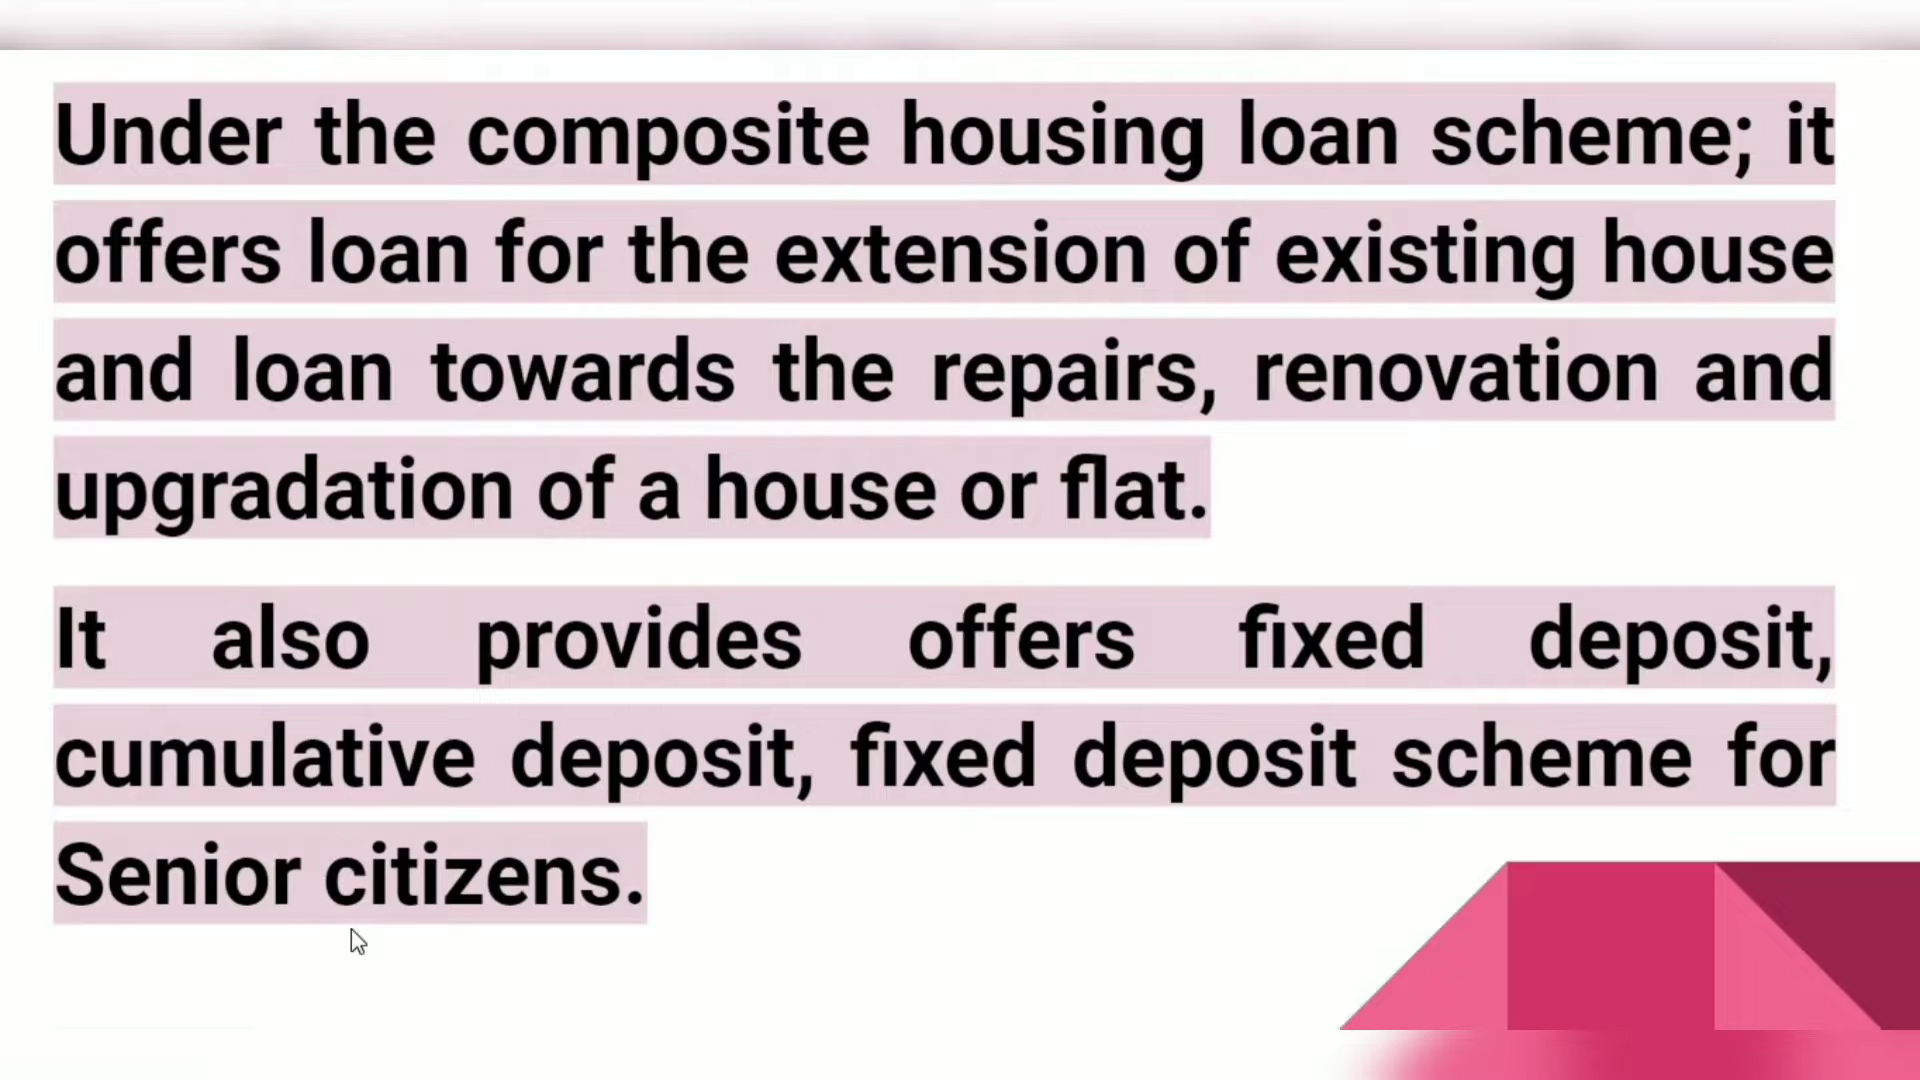 Under the composite housing loan scheme; it
offers loan for the extension of existing house
and loan towards the repairs, renovation and
upgradation of a house or flat.
It also provides offers fixed deposit,
cumulative deposit, fixed deposit scheme for
Senior citizens.